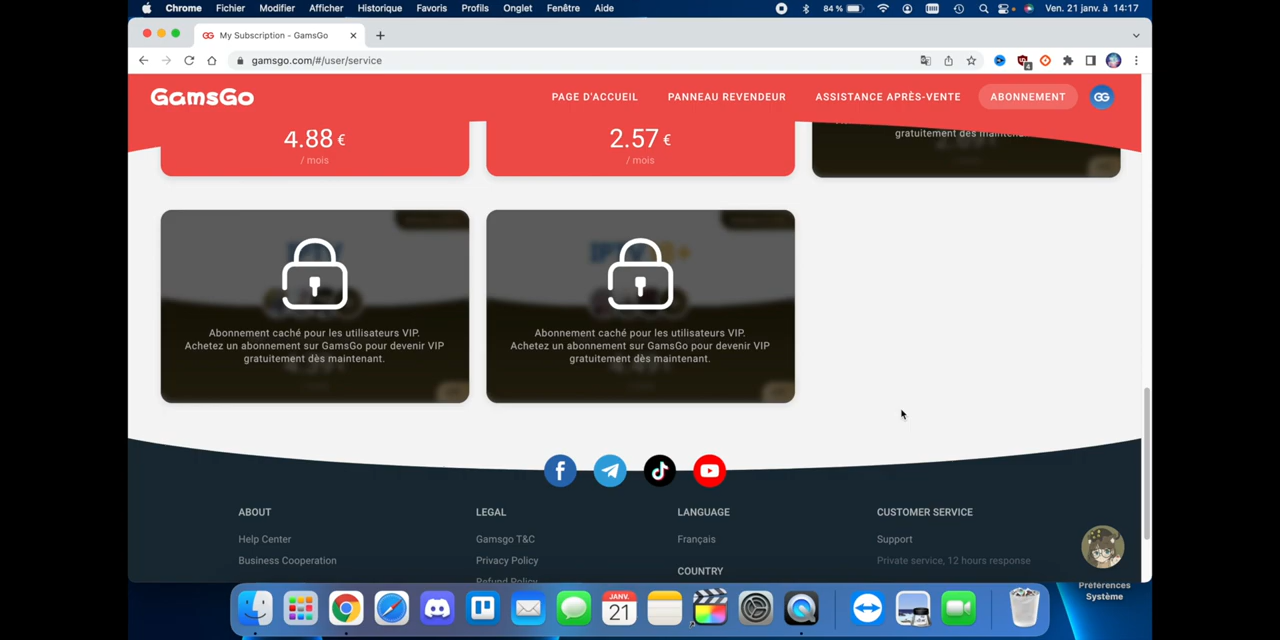 Chrome Fichier Modifier Afficher Historique Favoris Profils Onglet Fenêtre Aide 84 % Ven. 21 janv. à 14:17
My Subscription - GamsGo
gamsgo.com/#/user/service
GamsGo PAGE D'ACCUEIL PANNEAU REVENDEUR ASSISTANCE APRÈS-VENTE ABONNEMENT GG
4.88 €
/ mois
2.57 €
/ mois
gratuitement dès maintenant.
Abonnement caché pour les utilisateurs VIP.
Achetez un abonnement sur GamsGo pour devenir VIP
gratuitement dès maintenant.
Abonnement caché pour les utilisateurs VIP.
Achetez un abonnement sur GamsGo pour devenir VIP
gratuitement dès maintenant.
ABOUT
Help Center
Business Cooperation
LEGAL
Gamsgo T&C
Privacy Policy
Refund Policy
LANGUAGE
Français
COUNTRY
CUSTOMER SERVICE
Support
Private service, 12 hours response
Préférences
Système
JANV.
21